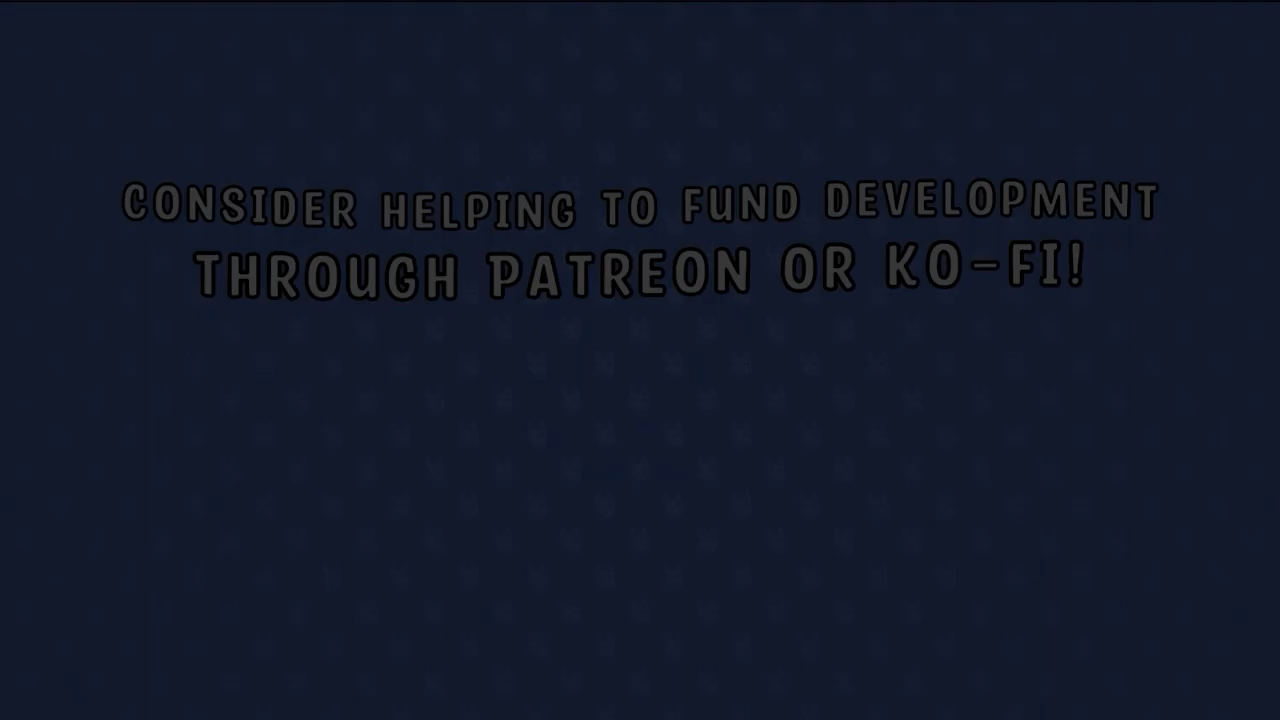 CONSIDER HELPING TO FUND DEVELOPMENT
THROUGH PATREON OR KO-FI!